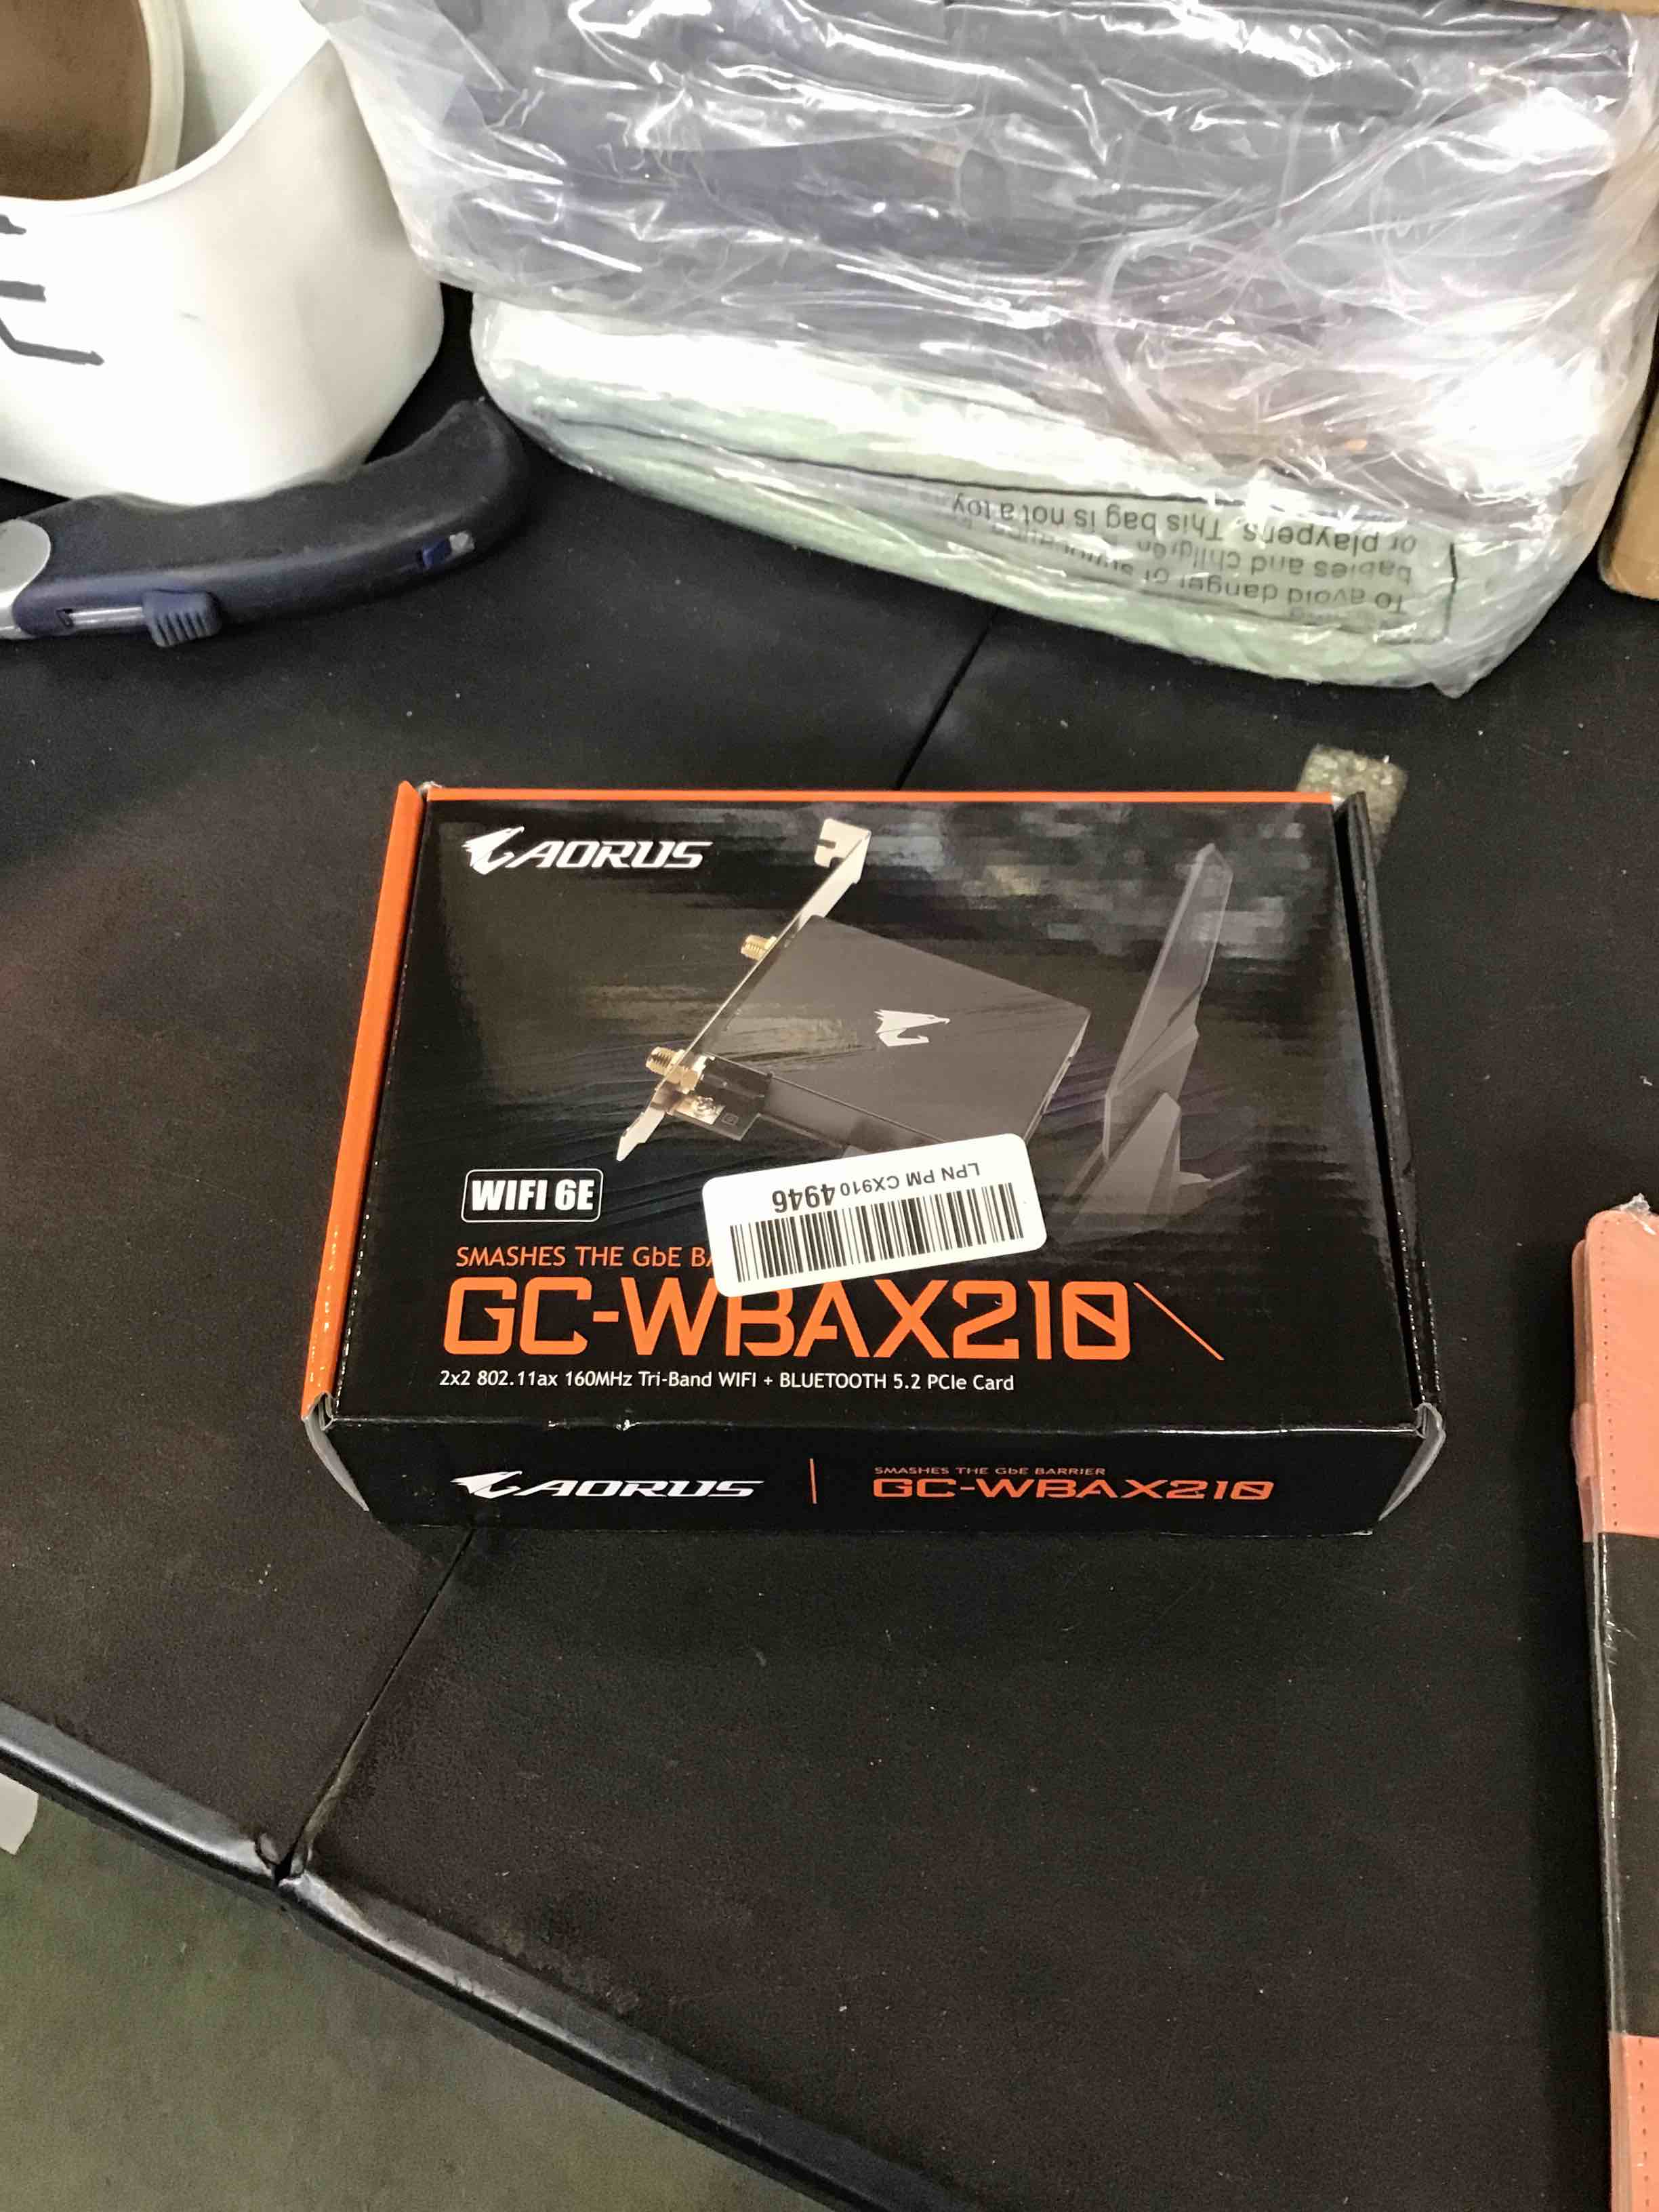 To avoid danger of
babies and children
or playpens. This bag is not a toy
AORUS
WIFI 6E
LPN PM CX910 4946
SMASHES THE GbE
GC-WBAX210
2x2 802.11ax 160MHz Tri-Band WIFI + BLUETOOTH 5.2 PCIe Card
AORUS
SMASHES THE GbE BARRIER
GC-WBAX210